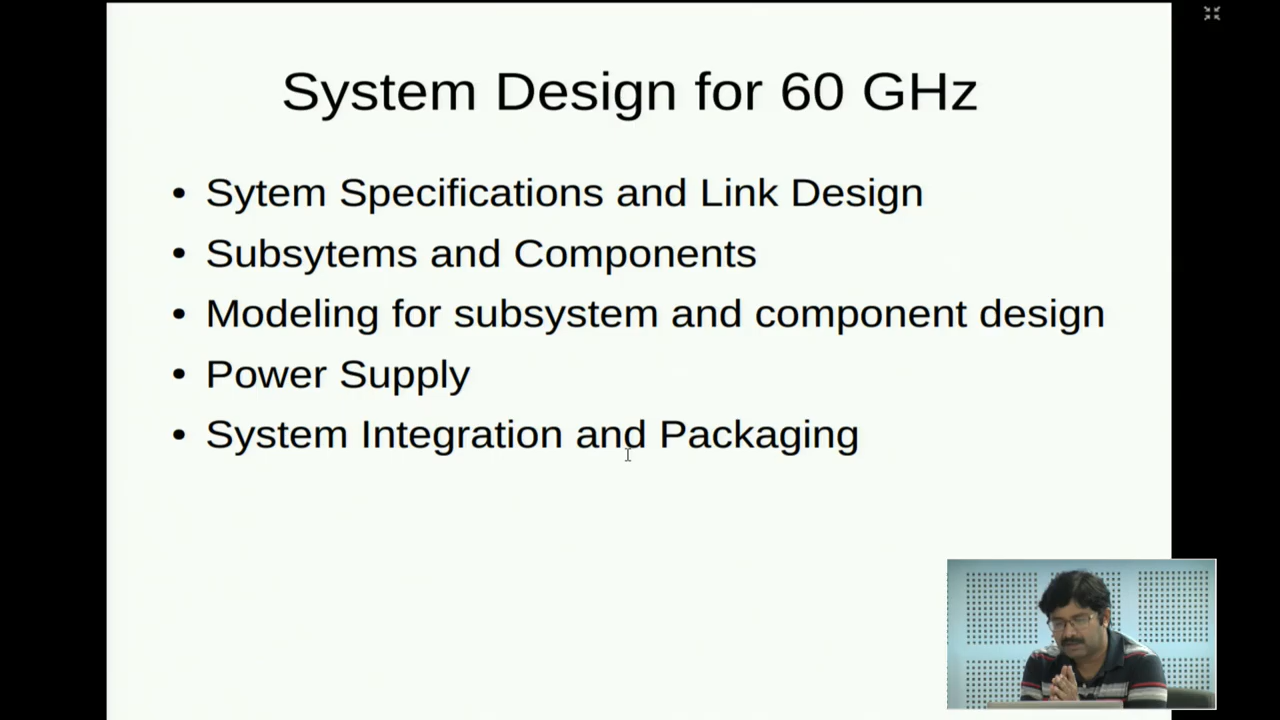 System Design for 60 GHz
• Sytem Specifications and Link Design
• Subsytems and Components
• Modeling for subsystem and component design
• Power Supply
• System Integration and Packaging